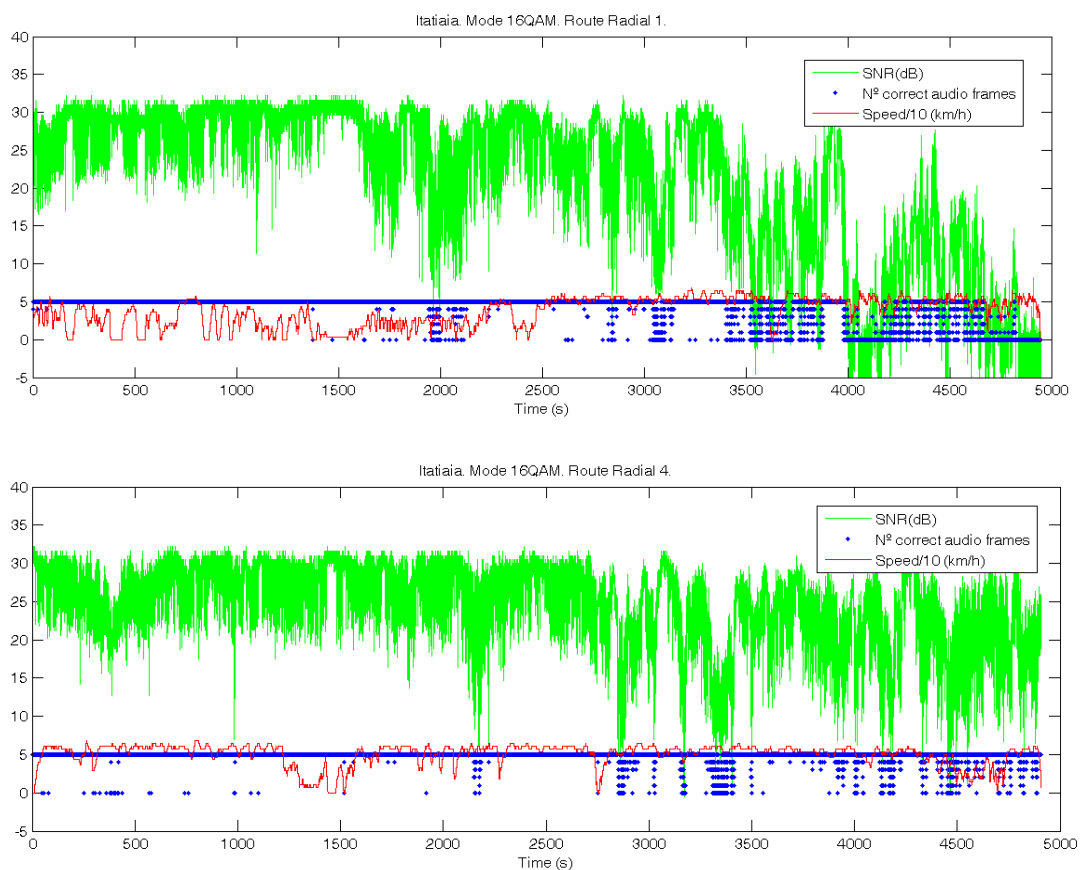 Itatiaia. Mode 16QAM. Route Radial 1.
40
35
30
25
20
15
10
5
0
-5
SNR(dB)
Nº correct audio frames
Speed/10 (km/h)
0 500 1000 1500 2000 2500 3000 3500 4000 4500 5000
Time (s)
Itatiaia. Mode 16QAM. Route Radial 4.
40
35
30
25
20
15
10
5
0
-5
SNR(dB)
Nº correct audio frames
Speed/10 (km/h)
0 500 1000 1500 2000 2500 3000 3500 4000 4500 5000
Time (s)